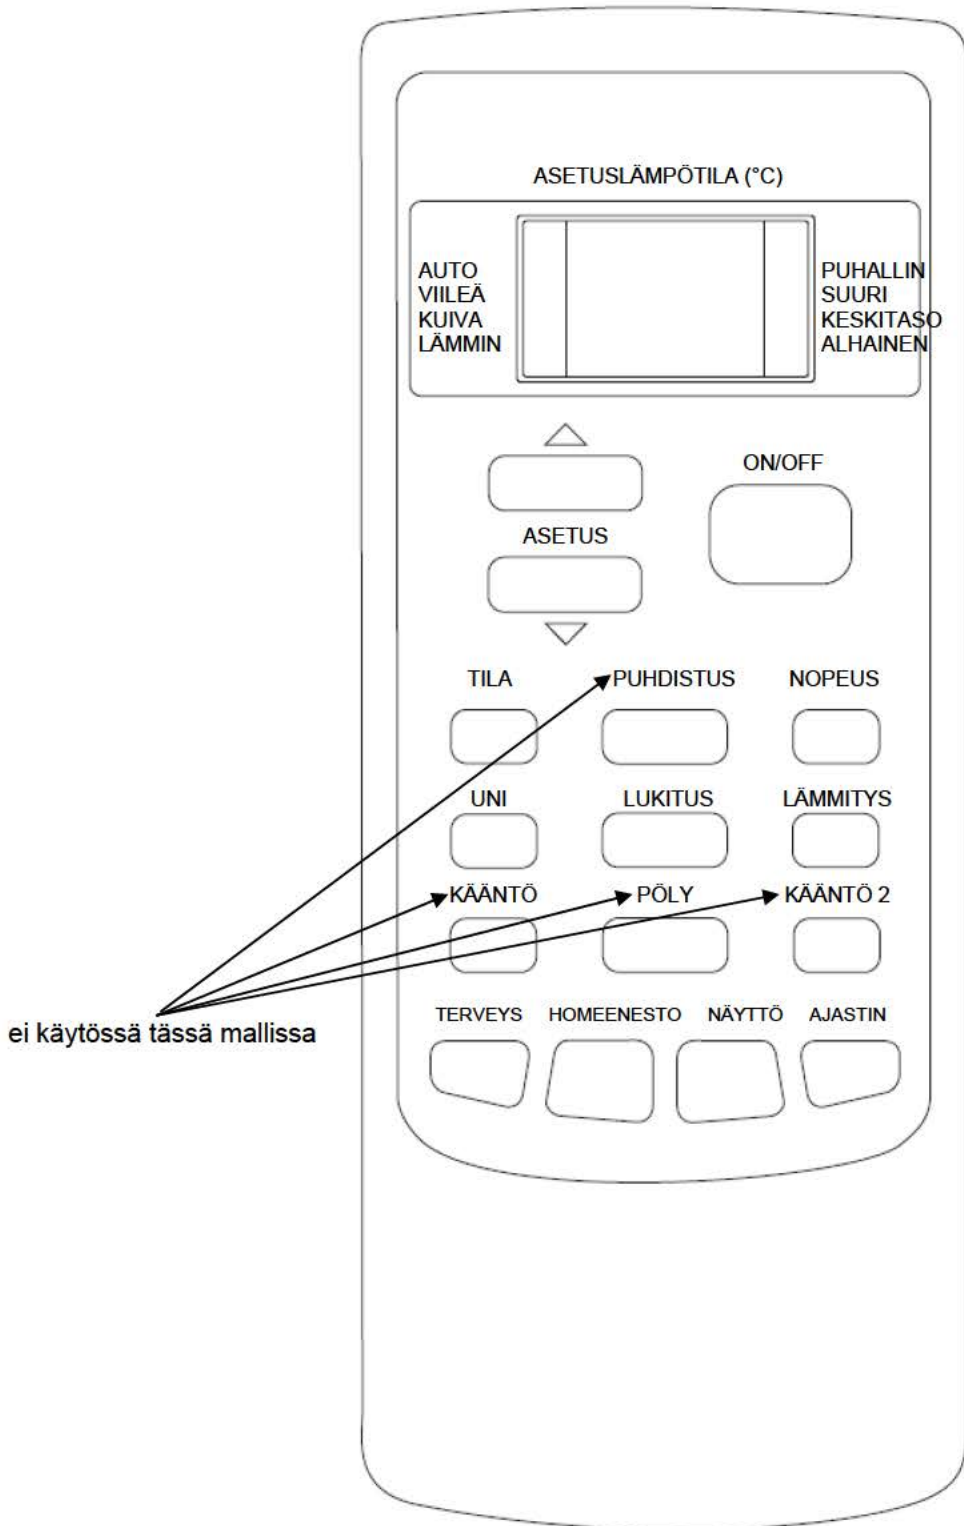 ASETUSLÄMPÖTILA (°C)
AUTO
VIILEÄ
KUIVA
LÄMMIN
PUHALLIN
SUURI
KESKITASO
ALHAINEN
ON/OFF
ASETUS
TILA PUHDISTUS NOPEUS
UNI LUKITUS LÄMMITYS
KÄÄNTÖ PÖLY KÄÄNTÖ 2
TERVEYS HOMEENESTO NÄYTTÖ AJASTIN
ei käytössä tässä mallissa